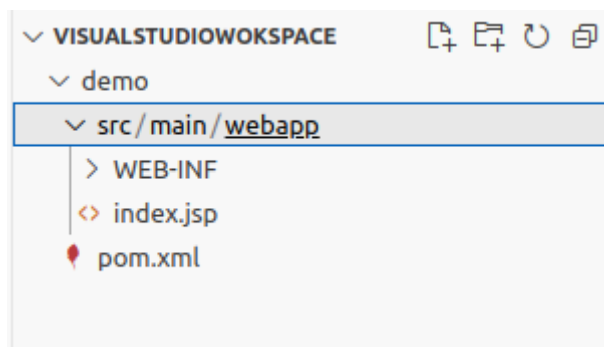 VISUALSTUDIOWOKSPACE
demo
src/main/webapp
WEB-INF
index.jsp
pom.xml